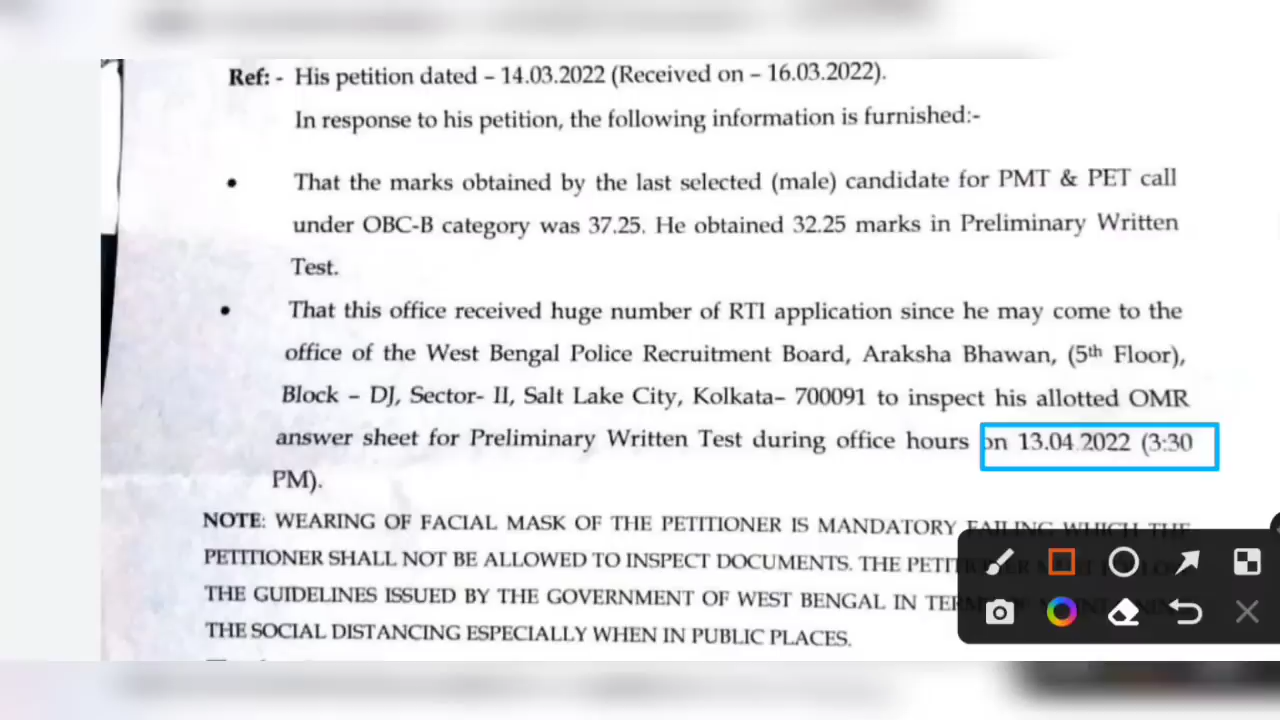 Ref: - His petition dated – 14.03.2022 (Received on – 16.03.2022).
In response to his petition, the following information is furnished:-
• That the marks obtained by the last selected (male) candidate for PMT & PET call
under OBC-B category was 37.25. He obtained 32.25 marks in Preliminary Written
Test.
• That this office received huge number of RTI application since he may come to the
office of the West Bengal Police Recruitment Board, Araksha Bhawan, (5th Floor),
Block – DJ, Sector- II, Salt Lake City, Kolkata– 700091 to inspect his allotted OMR
answer sheet for Preliminary Written Test during office hours on 13.04.2022 (3:30
PM).
NOTE: WEARING OF FACIAL MASK OF THE PETITIONER IS MANDATORY FAILING WHICH THE
PETITIONER SHALL NOT BE ALLOWED TO INSPECT DOCUMENTS. THE PETITIONER
THE GUIDELINES ISSUED BY THE GOVERNMENT OF WEST BENGAL IN
THE SOCIAL DISTANCING ESPECIALLY WHEN IN PUBLIC PLACES.